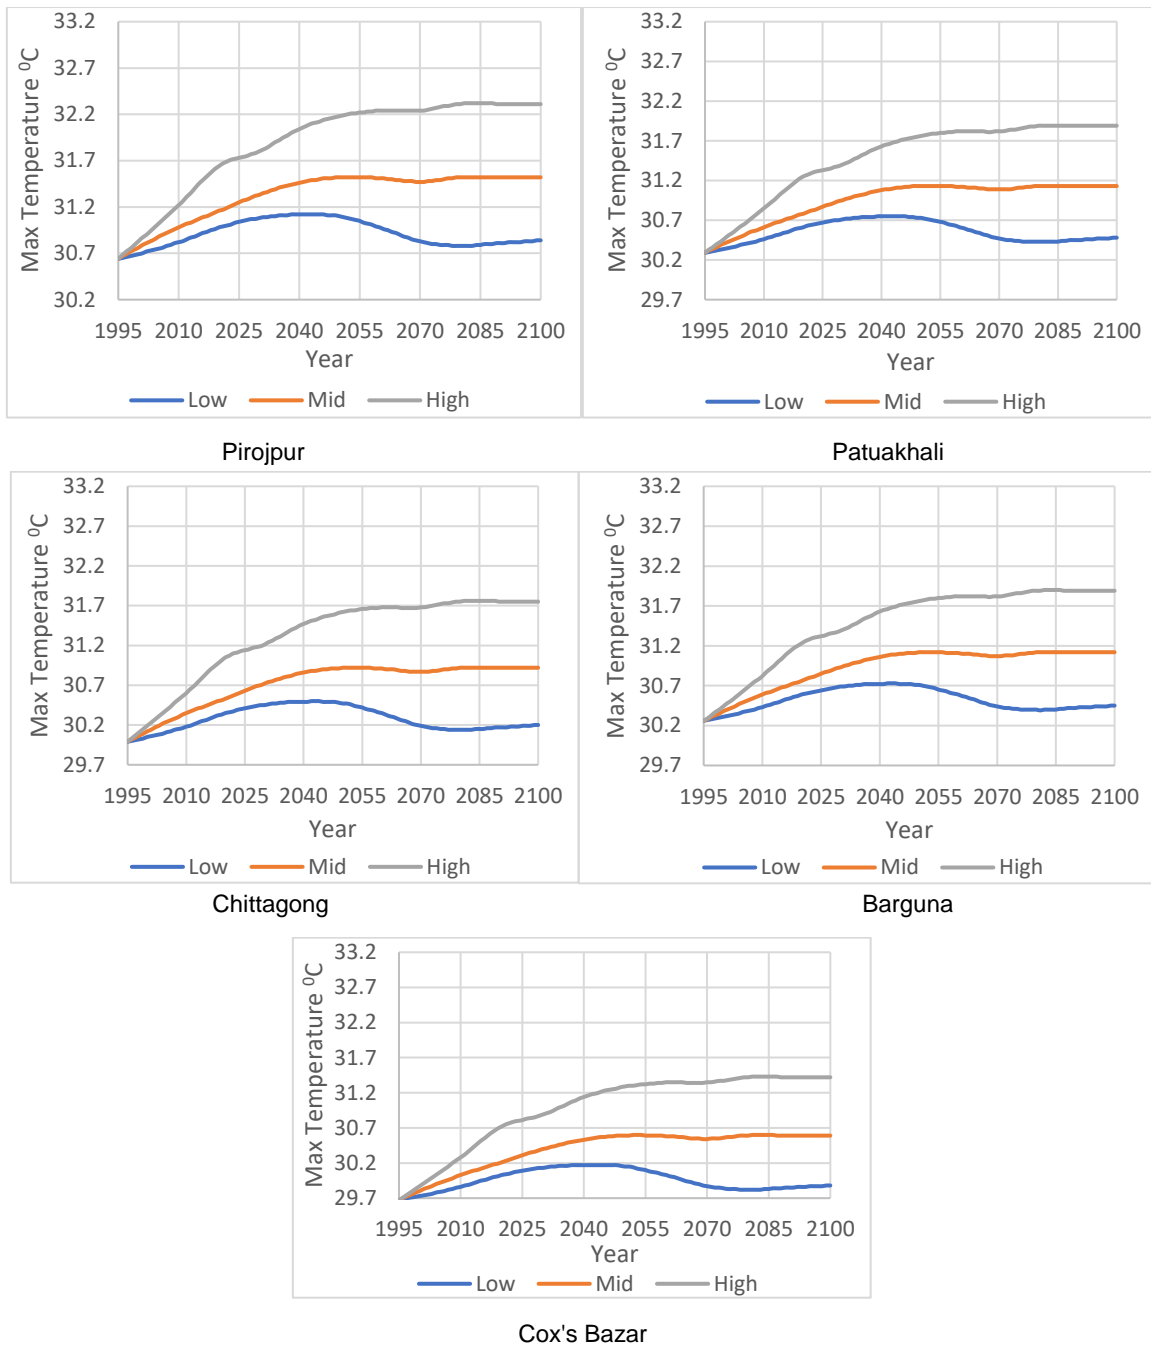 33.2
32.7
32.2
31.7
31.2
30.7
30.2
Max Temperature ⁰C
1995 2010 2025 2040 2055 2070 2085 2100
Year
Low Mid High
Pirojpur
33.2
32.7
32.2
31.7
31.2
30.7
30.2
29.7
Max Temperature ⁰C
1995 2010 2025 2040 2055 2070 2085 2100
Year
Low Mid High
Patuakhali
33.2
32.7
32.2
31.7
31.2
30.7
30.2
29.7
Max Temperature ⁰C
1995 2010 2025 2040 2055 2070 2085 2100
Year
Low Mid High
Chittagong
33.2
32.7
32.2
31.7
31.2
30.7
30.2
29.7
Max Temperature ⁰C
1995 2010 2025 2040 2055 2070 2085 2100
Year
Low Mid High
Barguna
33.2
32.7
32.2
31.7
31.2
30.7
30.2
29.7
Max Temperature ⁰C
1995 2010 2025 2040 2055 2070 2085 2100
Year
Low Mid High
Cox's Bazar